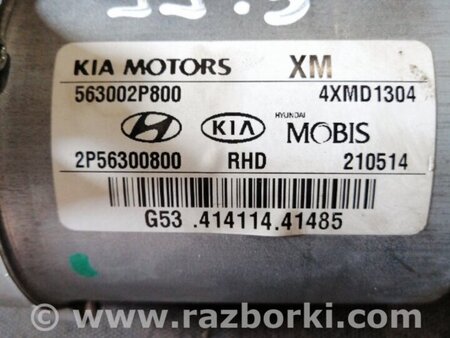 KIA MOTORS XM
563002P800 4XMD1304
KIA HYUNDAI MOBIS
2P56300800 RHD 210514
G53 .414114.41485
www.razborki.com